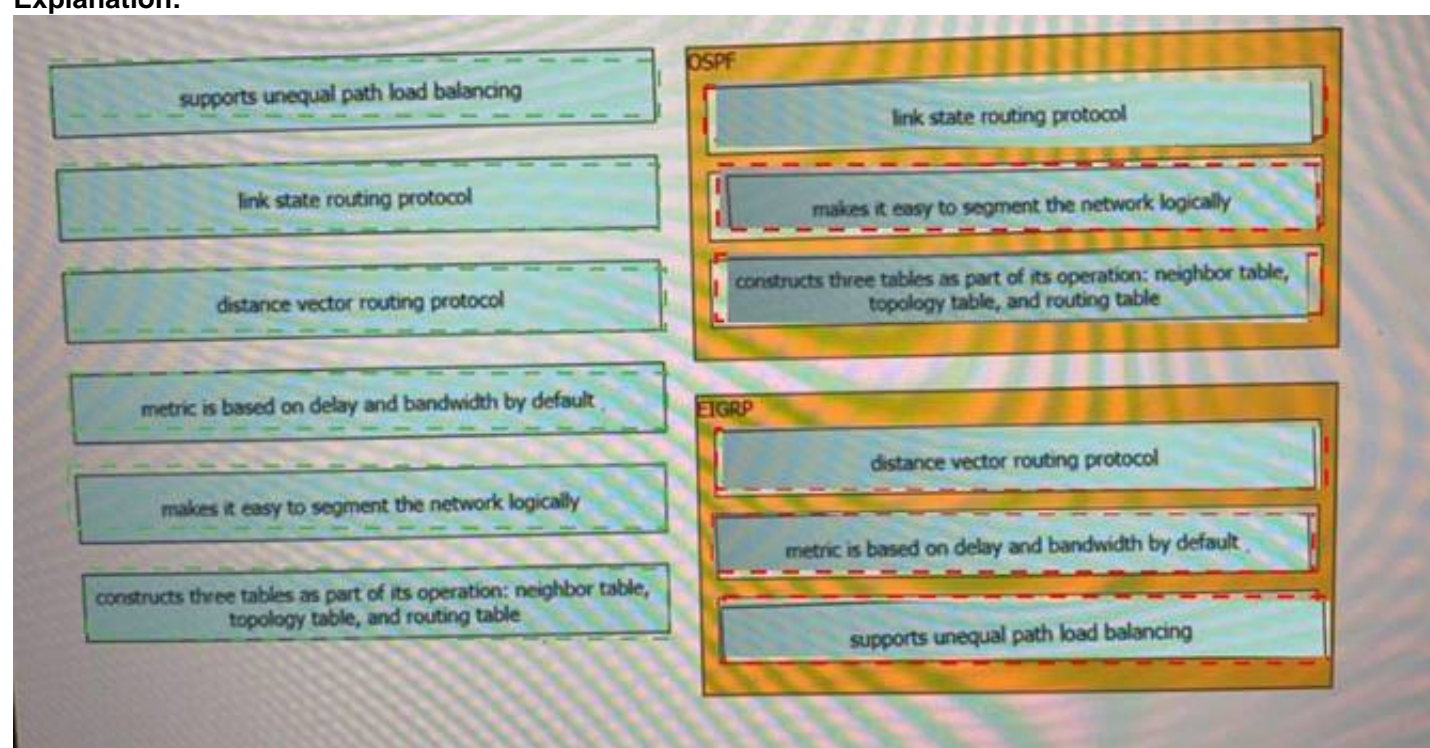 Explanation:
supports unequal path load balancing
link state routing protocol
distance vector routing protocol
metric is based on delay and bandwidth by default
makes it easy to segment the network logically
constructs three tables as part of its operation: neighbor table,
topology table, and routing table
OSPF
link state routing protocol
makes it easy to segment the network logically
constructs three tables as part of its operation: neighbor table,
topology table, and routing table
EIGRP
distance vector routing protocol
metric is based on delay and bandwidth by default
supports unequal path load balancing